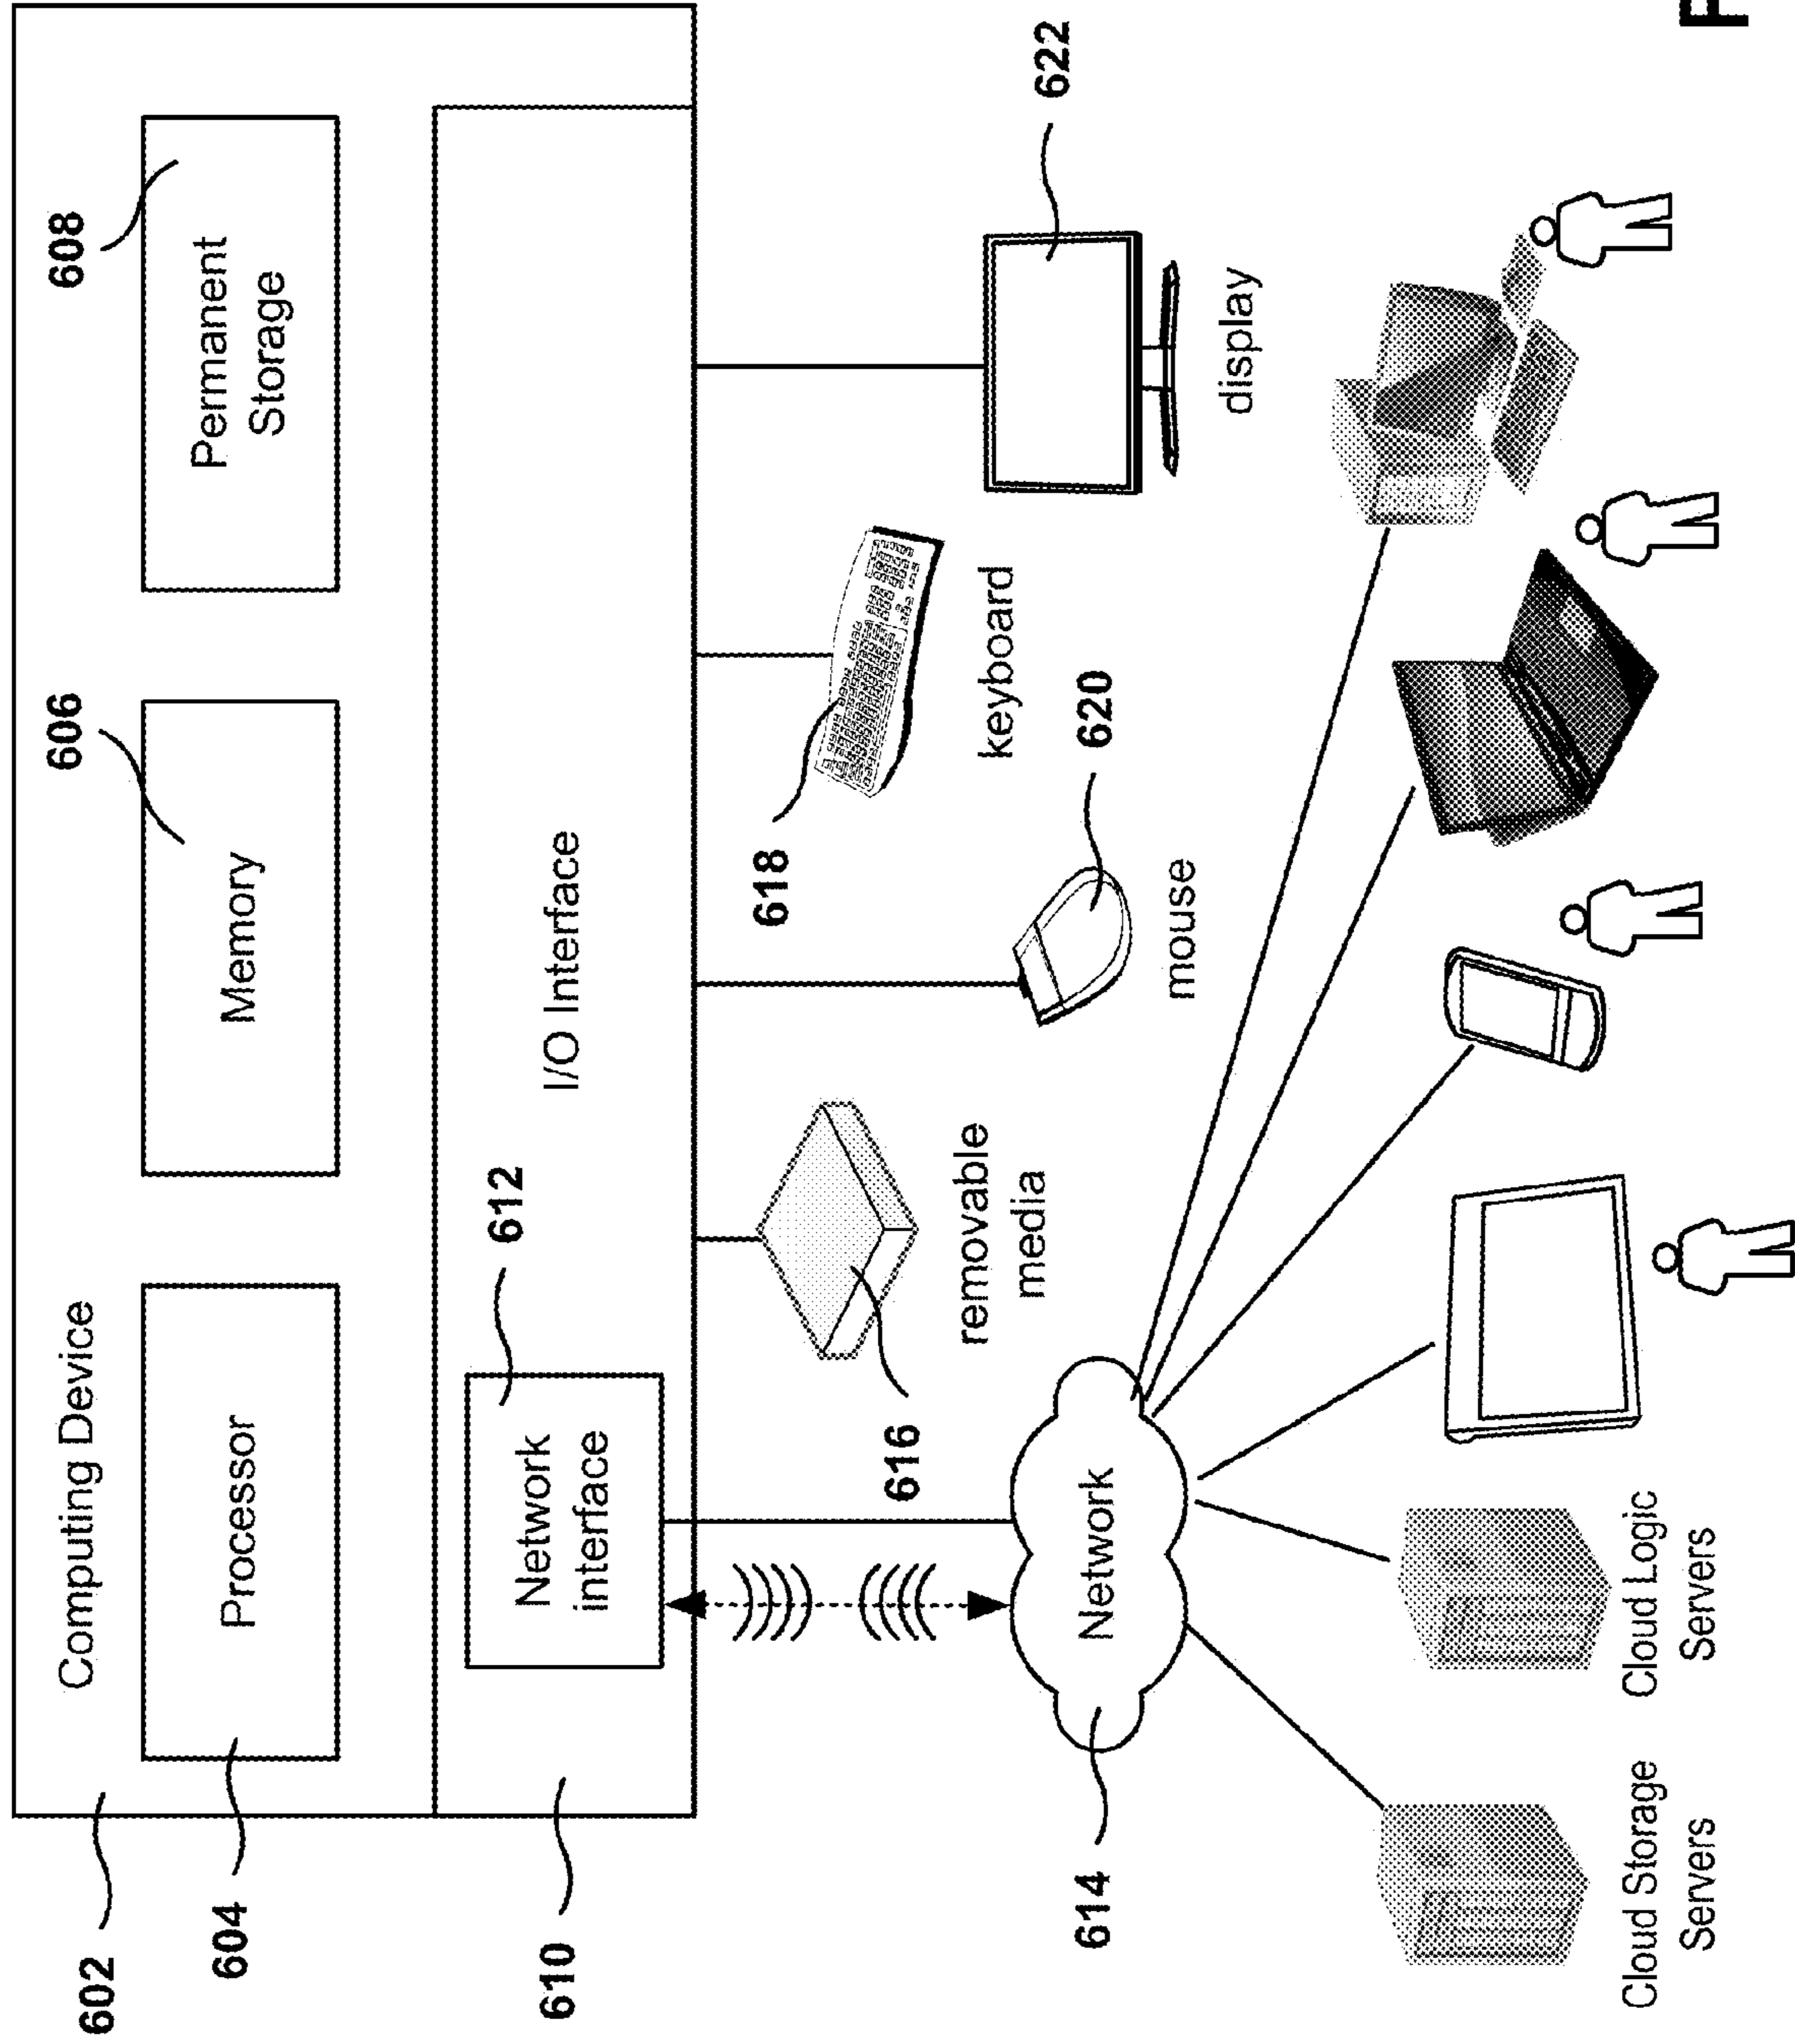 602
Computing Device
604
Processor
606
Memory
608
Permanent
Storage
610
I/O Interface
612
Network
interface
616
removable
media
618
keyboard
620
mouse
622
display
614
Network
Cloud Storage
Servers
Cloud Logic
Servers
F